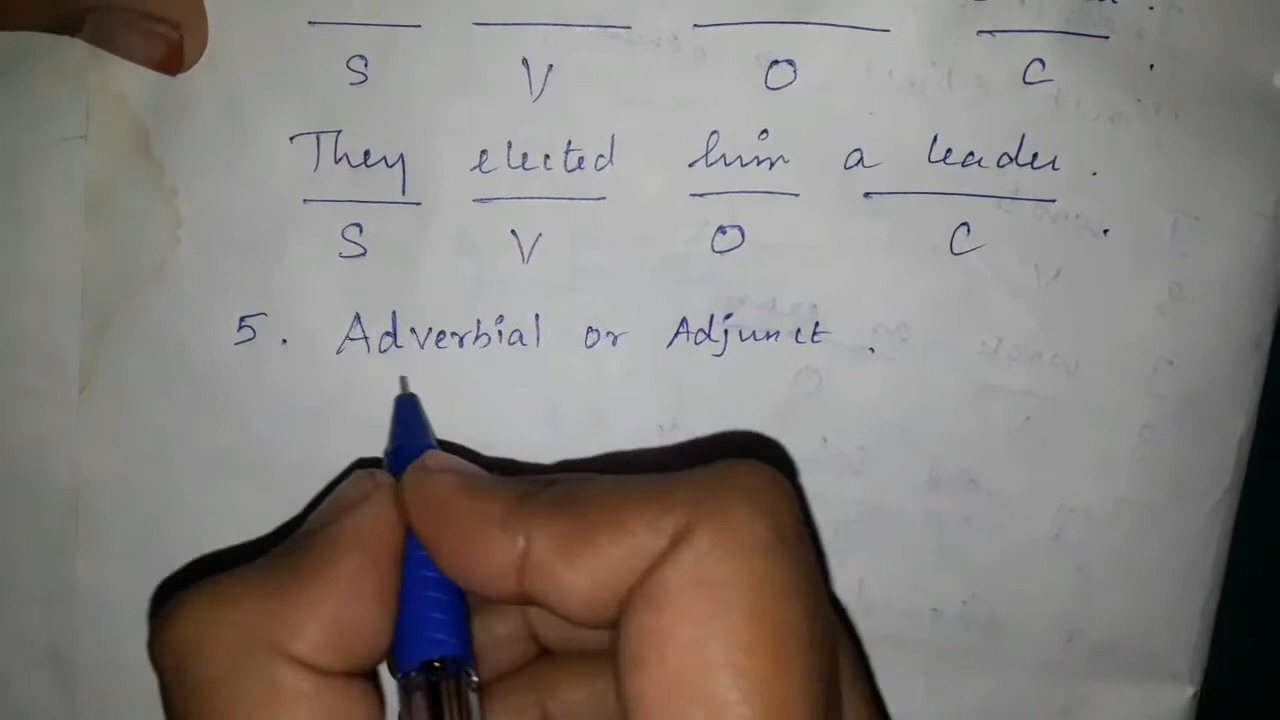 S V O C .
They elected him a leader .
S V O C .
5 . Adverbial or Adjunct .